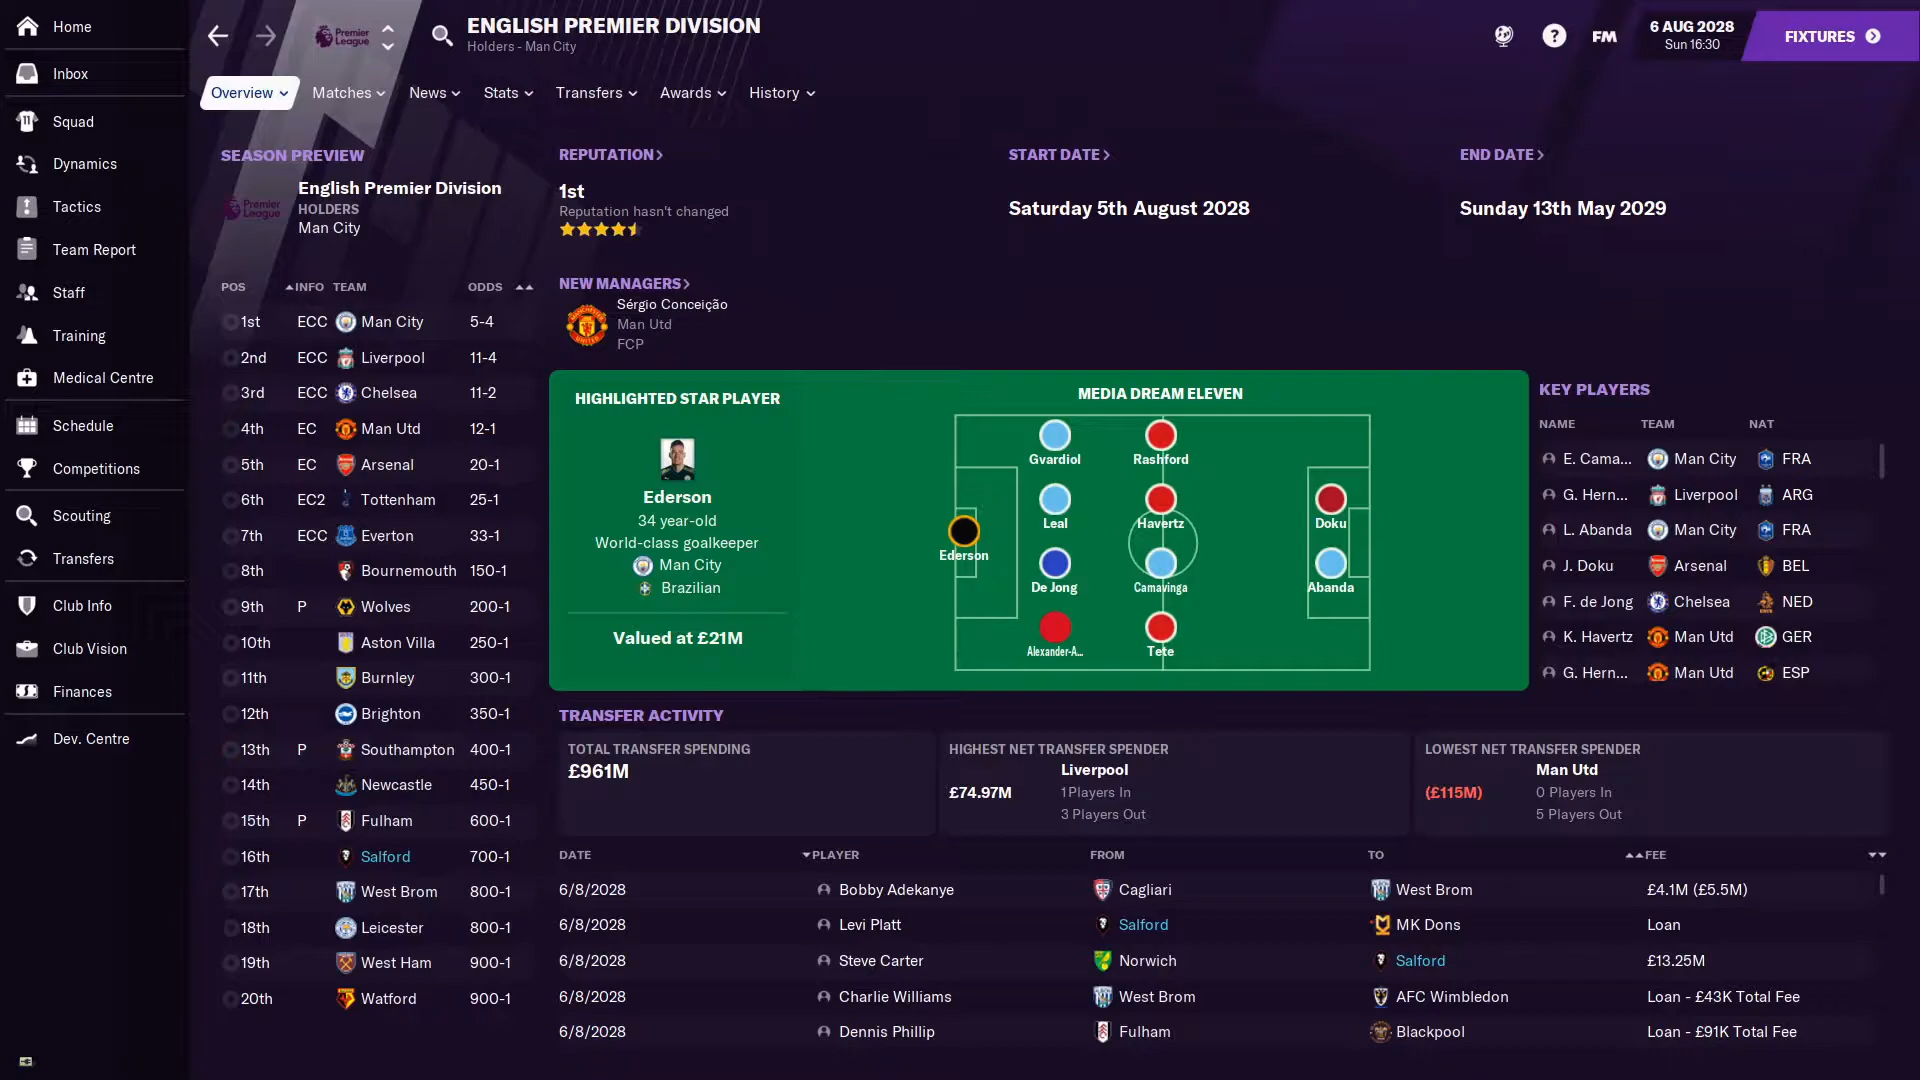 Home
Inbox
Squad
Dynamics
Tactics
Team Report
Staff
Training
Medical Centre
Schedule
Competitions
Scouting
Transfers
Club Info
Club Vision
Finances
Dev. Centre
Premier League
ENGLISH PREMIER DIVISION
Holders - Man City
FM
6 AUG 2028
Sun 16:30
FIXTURES
Overview
Matches
News
Stats
Transfers
Awards
History
SEASON PREVIEW
Premier League
English Premier Division
HOLDERS
Man City
POS INFO TEAM ODDS
1st ECC Man City 5-4
2nd ECC Liverpool 11-4
3rd ECC Chelsea 11-2
4th EC Man Utd 12-1
5th EC Arsenal 20-1
6th EC2 Tottenham 25-1
7th ECC Everton 33-1
8th Bournemouth 150-1
9th P Wolves 200-1
10th Aston Villa 250-1
11th Burnley 300-1
12th Brighton 350-1
13th P Southampton 400-1
14th Newcastle 450-1
15th P Fulham 600-1
16th Salford 700-1
17th West Brom 800-1
18th Leicester 800-1
19th West Ham 900-1
20th Watford 900-1
REPUTATION
1st
Reputation hasn't changed
START DATE
Saturday 5th August 2028
END DATE
Sunday 13th May 2029
NEW MANAGERS
Sérgio Conceição
Man Utd
FCP
HIGHLIGHTED STAR PLAYER
Ederson
34 year-old
World-class goalkeeper
Man City
Brazilian
Valued at £21M
MEDIA DREAM ELEVEN
Gvardiol Rashford
Leal Havertz Doku
Ederson
De Jong Camavinga Abanda
Alexander-A... Tete
KEY PLAYERS
NAME TEAM NAT
E. Cama... Man City FRA
G. Hern... Liverpool ARG
L. Abanda Man City FRA
J. Doku Arsenal BEL
F. de Jong Chelsea NED
K. Havertz Man Utd GER
G. Hern... Man Utd ESP
TRANSFER ACTIVITY
TOTAL TRANSFER SPENDING
£961M
HIGHEST NET TRANSFER SPENDER
Liverpool
£74.97M
1 Players In
3 Players Out
LOWEST NET TRANSFER SPENDER
Man Utd
(£115M)
0 Players In
5 Players Out
DATE PLAYER FROM TO FEE
6/8/2028 Bobby Adekanye Cagliari West Brom £4.1M (£5.5M)
6/8/2028 Levi Platt Salford MK Dons Loan
6/8/2028 Steve Carter Norwich Salford £13.25M
6/8/2028 Charlie Williams West Brom AFC Wimbledon Loan - £43K Total Fee
6/8/2028 Dennis Phillip Fulham Blackpool Loan - £91K Total Fee